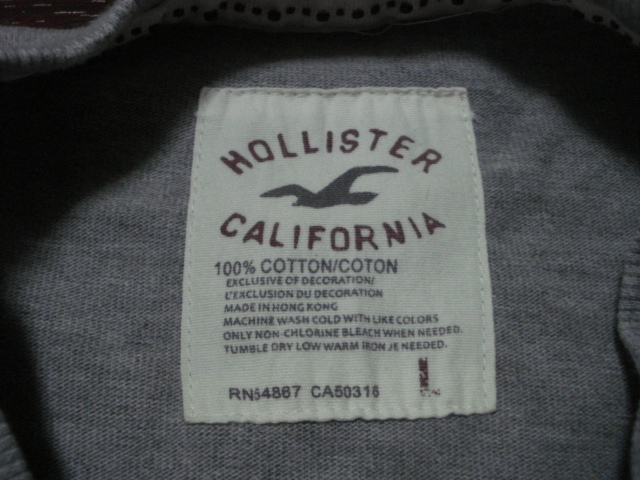 HOLLISTER
CALIFORNIA
100% COTTON/COTON
EXCLUSIVE OF DECORATION/
L'EXCLUSION DU DECORATION
MADE IN HONG KONG
MACHINE WASH COLD WITH LIKE COLORS
ONLY NON-CHLORINE BLEACH WHEN NEEDED.
TUMBLE DRY LOW WARM IRON JE NEEDED.
RN54867 CA50316